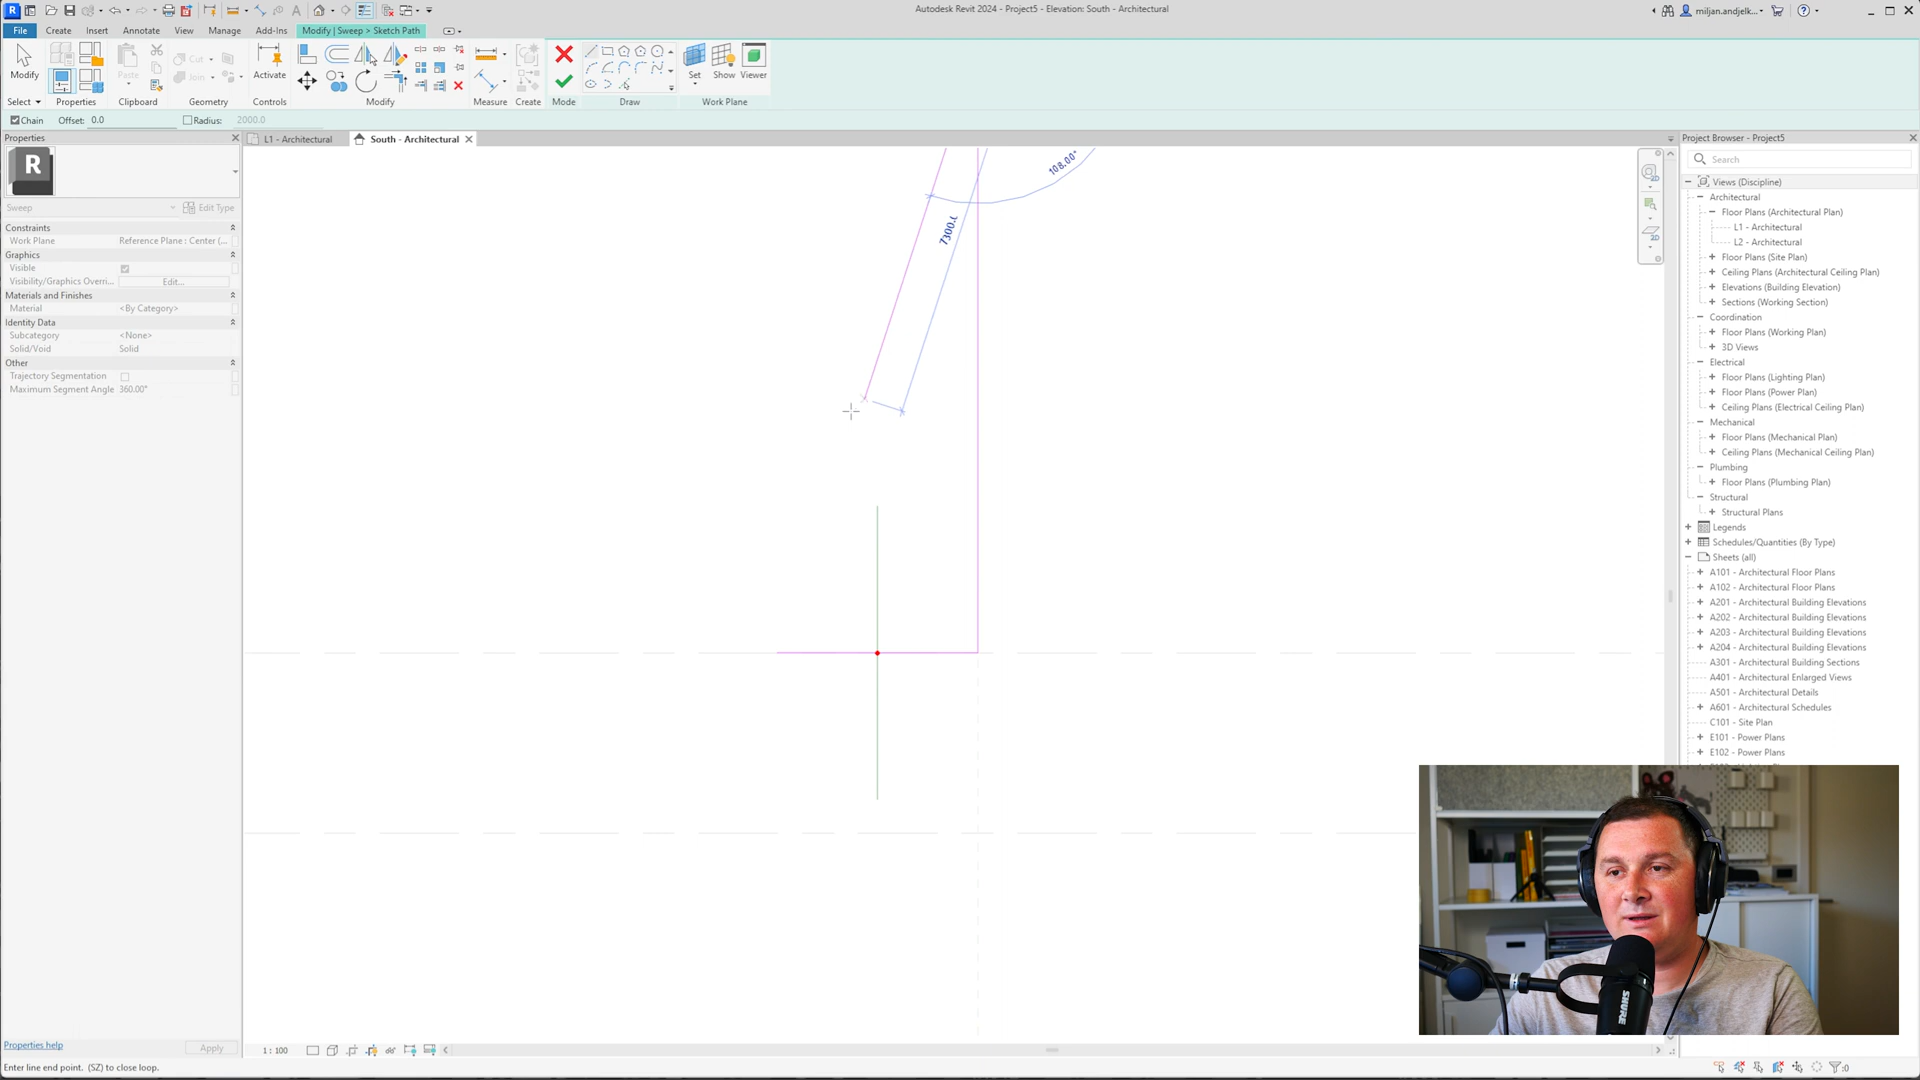 Autodesk Revit 2024 - Project5 - Elevation: South - Architectural
miljan.andjelk...
File Create Insert Annotate View Manage Add-Ins Modify | Sweep > Sketch Path
Modify
Paste
Cut
Join
Activate
Set Show Viewer
Select Properties Clipboard Geometry Controls Modify Measure Create Mode Draw Work Plane
Chain Offset: 0.0 Radius: 2000.0
Properties
L1 - Architectural
South - Architectural
Project Browser - Project5
R
Search
Sweep Edit Type
Constraints
Work Plane Reference Plane : Center (...
Graphics
Visible
Visibility/Graphics Overri... Edit...
Materials and Finishes
Material <By Category>
Identity Data
Subcategory <None>
Solid/Void Solid
Other
Trajectory Segmentation
Maximum Segment Angle 360.00°
108.00°
7300.0
Views (Discipline)
Architectural
Floor Plans (Architectural Plan)
L1 - Architectural
L2 - Architectural
Floor Plans (Site Plan)
Ceiling Plans (Architectural Ceiling Plan)
Elevations (Building Elevation)
Sections (Working Section)
Coordination
Floor Plans (Working Plan)
3D Views
Electrical
Floor Plans (Lighting Plan)
Floor Plans (Power Plan)
Ceiling Plans (Electrical Ceiling Plan)
Mechanical
Floor Plans (Mechanical Plan)
Ceiling Plans (Mechanical Ceiling Plan)
Plumbing
Floor Plans (Plumbing Plan)
Structural
Structural Plans
Legends
Schedules/Quantities (By Type)
Sheets (all)
A101 - Architectural Floor Plans
A102 - Architectural Floor Plans
A201 - Architectural Building Elevations
A202 - Architectural Building Elevations
A203 - Architectural Building Elevations
A204 - Architectural Building Elevations
A301 - Architectural Building Sections
A401 - Architectural Enlarged Views
A501 - Architectural Details
A601 - Architectural Schedules
C101 - Site Plan
E101 - Power Plans
E102 - Power Plans
SHURE
Properties help Apply
1 : 100
Enter line end point. (SZ) to close loop.
:0